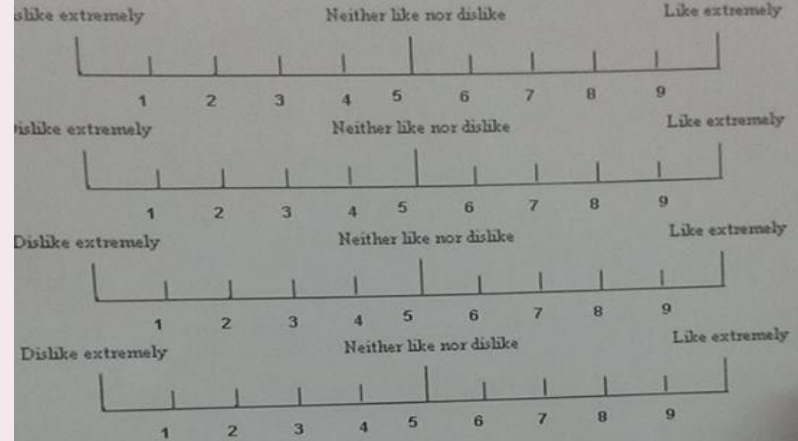 slike extremely Neither like nor dislike Like extremely
1 2 3 4 5 6 7 8 9
islike extremely Neither like nor dislike Like extremely
1 2 3 4 5 6 7 8 9
Dislike extremely Neither like nor dislike Like extremely
1 2 3 4 5 6 7 8 9
Dislike extremely Neither like nor dislike Like extremely
1 2 3 4 5 6 7 8 9